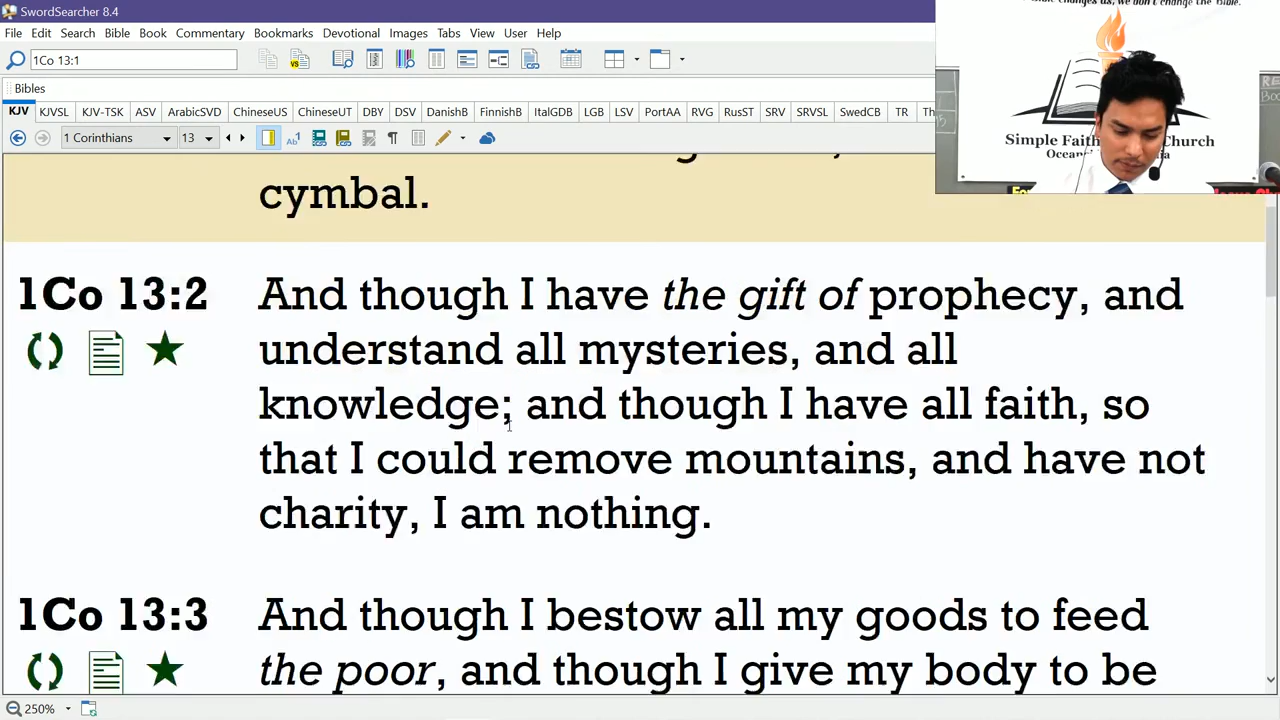 SwordSearcher 8.4
File Edit Search Bible Book Commentary Bookmarks Devotional Images Tabs View User Help
1Co 13:1
Bibles
KJV KJVSL KJV-TSK ASV ArabicSVD ChineseUS ChineseUT DBV DSV DanishB FinnishB ItalGDB LGB LSV PortAA RVG RusST SRV SRVSL SwedCB TR Th
1 Corinthians 13
cymbal.
1Co 13:2 And though I have the gift of prophecy, and
understand all mysteries, and all
knowledge; and though I have all faith, so
that I could remove mountains, and have not
charity, I am nothing.
1Co 13:3 And though I bestow all my goods to feed
the poor, and though I give my body to be
250%
Simple Faith Church